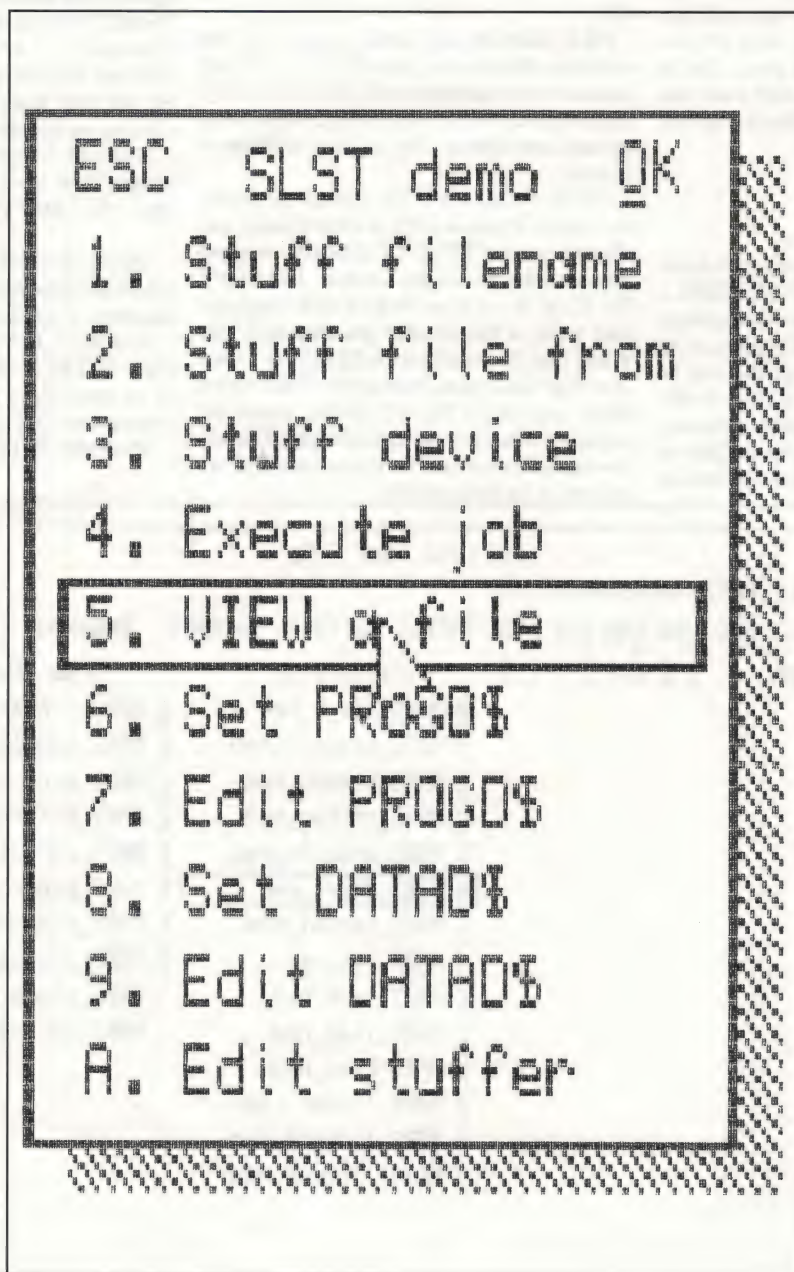 ESC SLST demo OK
1. Stuff filename
2. Stuff file from
3. Stuff device
4. Execute job
5. VIEW a file
6. Set PROGD$
7. Edit PROGD$
8. Set DATAD$
9. Edit DATAD$
A. Edit stuffer